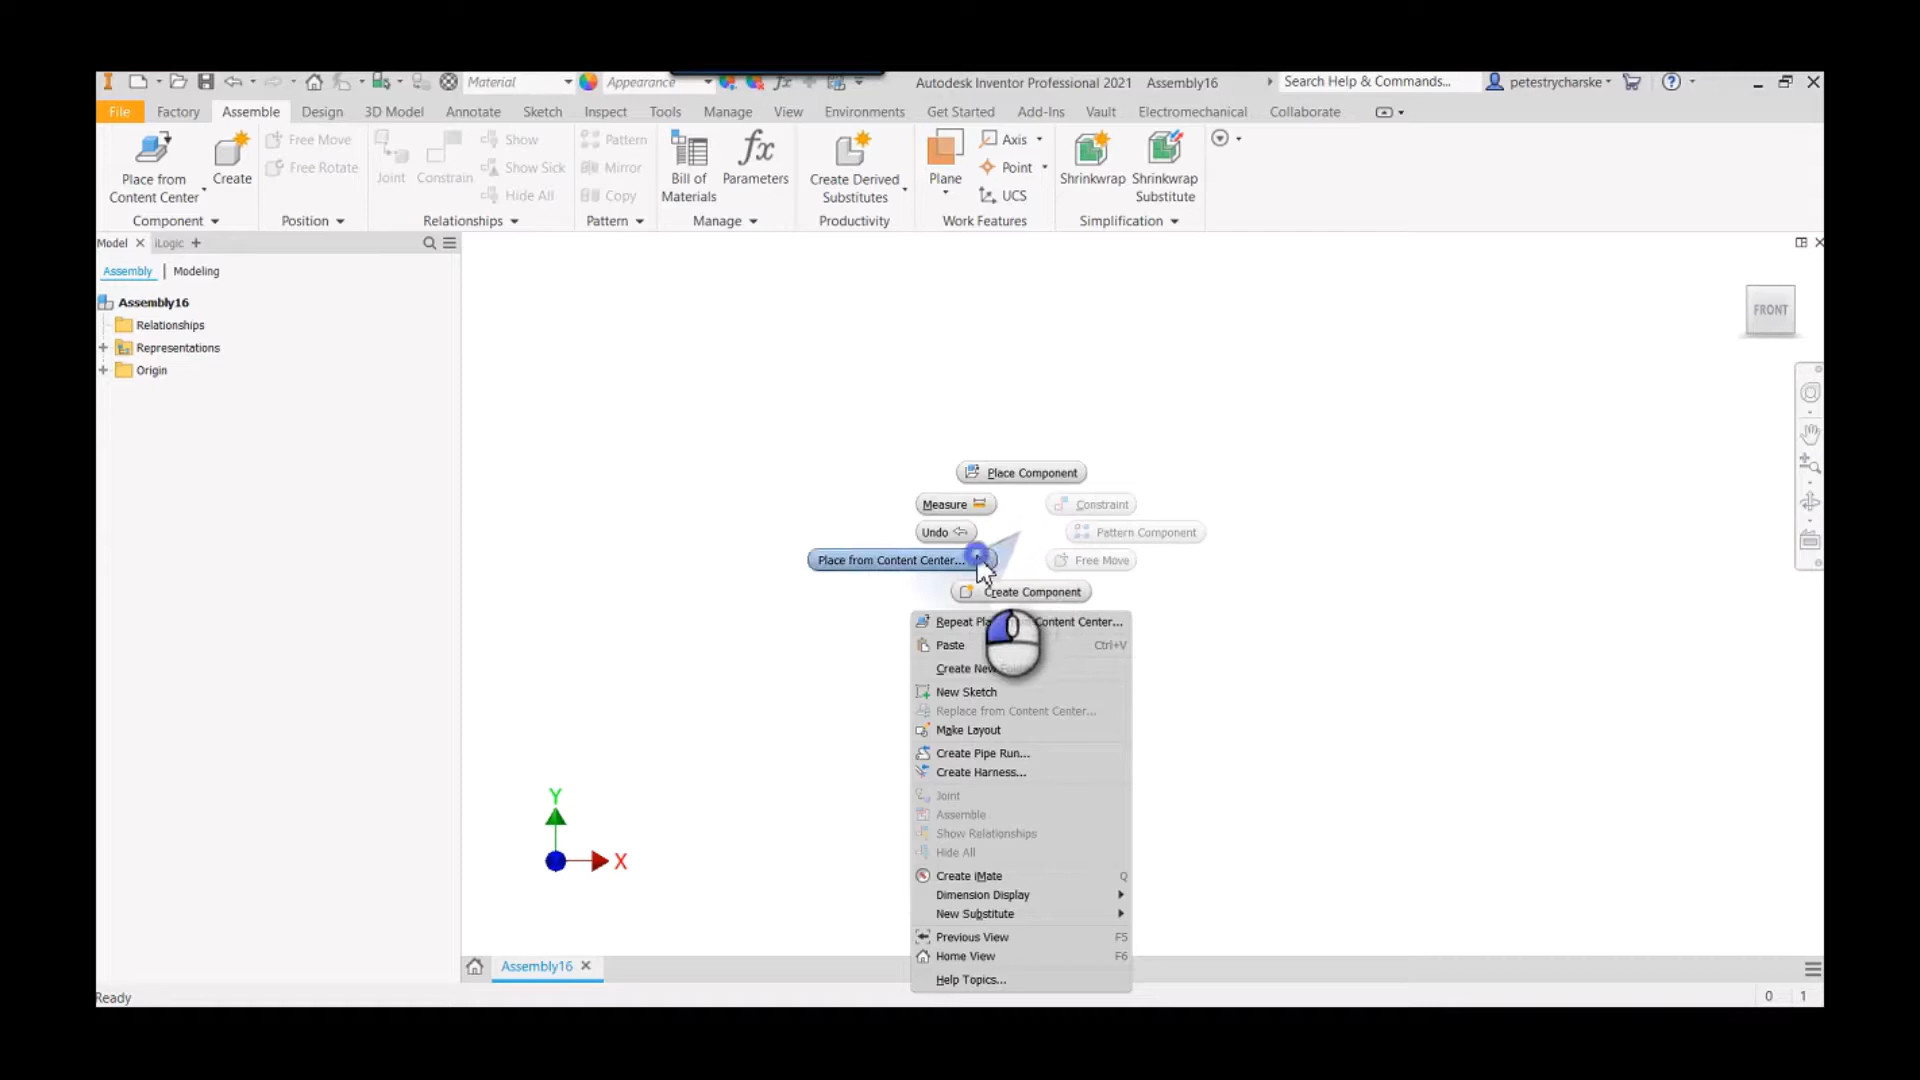 Material
Appearance
Autodesk Inventor Professional 2021 Assembly16
Search Help & Commands...
petestrycharske
File Factory Assemble Design 3D Model Annotate Sketch Inspect Tools Manage View Environments Get Started Add-Ins Vault Electromechanical Collaborate
Place from Content Center
Create
Free Move
Free Rotate
Joint
Constrain
Show
Show Sick
Hide All
Pattern
Mirror
Copy
Bill of Materials
Parameters
Create Derived Substitutes
Plane
Axis
Point
UCS
Shrinkwrap
Shrinkwrap Substitute
Component Position Relationships Pattern Manage Productivity Work Features Simplification
Model iLogic +
Assembly | Modeling
Assembly16
Relationships
Representations
Origin
FRONT
Place Component
Measure
Constraint
Undo
Pattern Component
Place from Content Center...
Free Move
Create Component
Repeat Pla Content Center...
Paste Ctrl+V
Create New
New Sketch
Replace from Content Center...
Make Layout
Create Pipe Run...
Create Harness...
Joint
Assemble
Show Relationships
Hide All
Create iMate Q
Dimension Display
New Substitute
Previous View F5
Home View F6
Help Topics...
Y
X
Assembly16
Ready
0 1